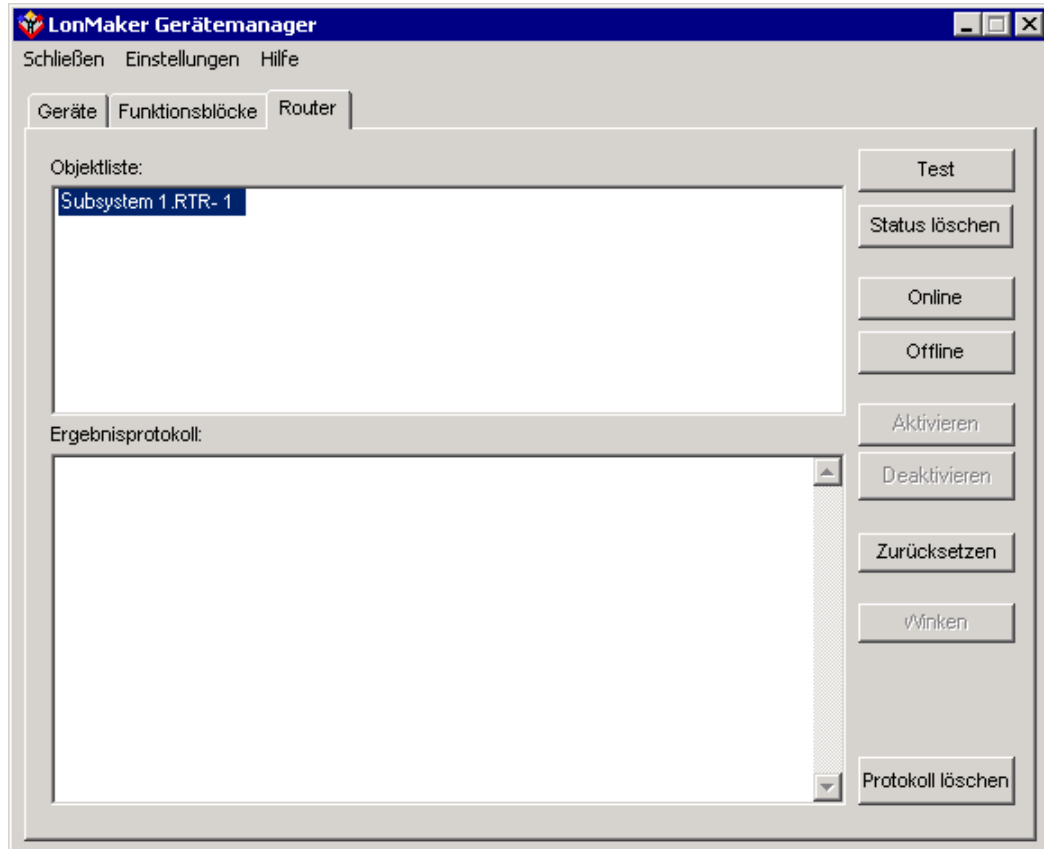 LonMaker Gerätemanager
Schließen Einstellungen Hilfe
Geräte Funktionsblöcke Router
Objektliste:
Subsystem 1.RTR- 1
Test
Status löschen
Online
Offline
Ergebnisprotokoll:
Aktivieren
Deaktivieren
Zurücksetzen
Winken
Protokoll löschen